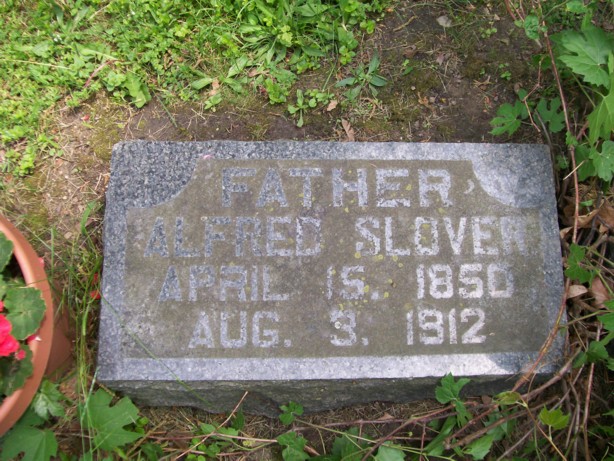 FATHER
ALFRED SLOVER
APRIL 15, 1850
AUG. 3, 1912